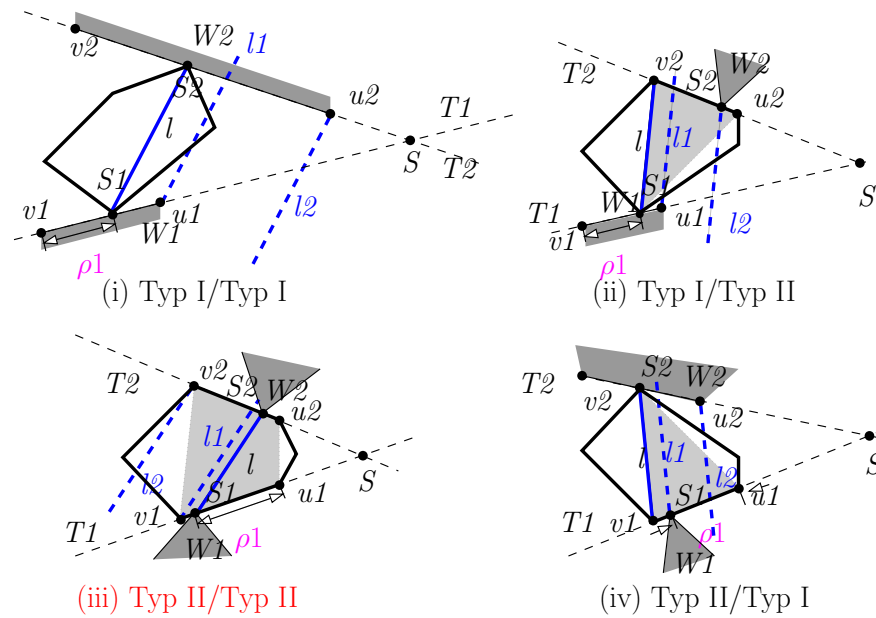 v2
W2
l1
S2
l
u2
T1
S
T2
S1
v1
u1
W1
l2
ρ1
(i) Typ I/Typ I
T2
v2
S2
W2
u2
l
l1
S
S1
W1
T1
v1
u1
l2
ρ1
(ii) Typ I/Typ II
T2
v2
S2
W2
u2
l1
l
S
l2
S1
u1
T1
v1
W1
ρ1
(iii) Typ II/Typ II
T2
S2
W2
v2
u2
S
l
l1
l2
S1
u1
T1
v1
ρ1
W1
(iv) Typ II/Typ I